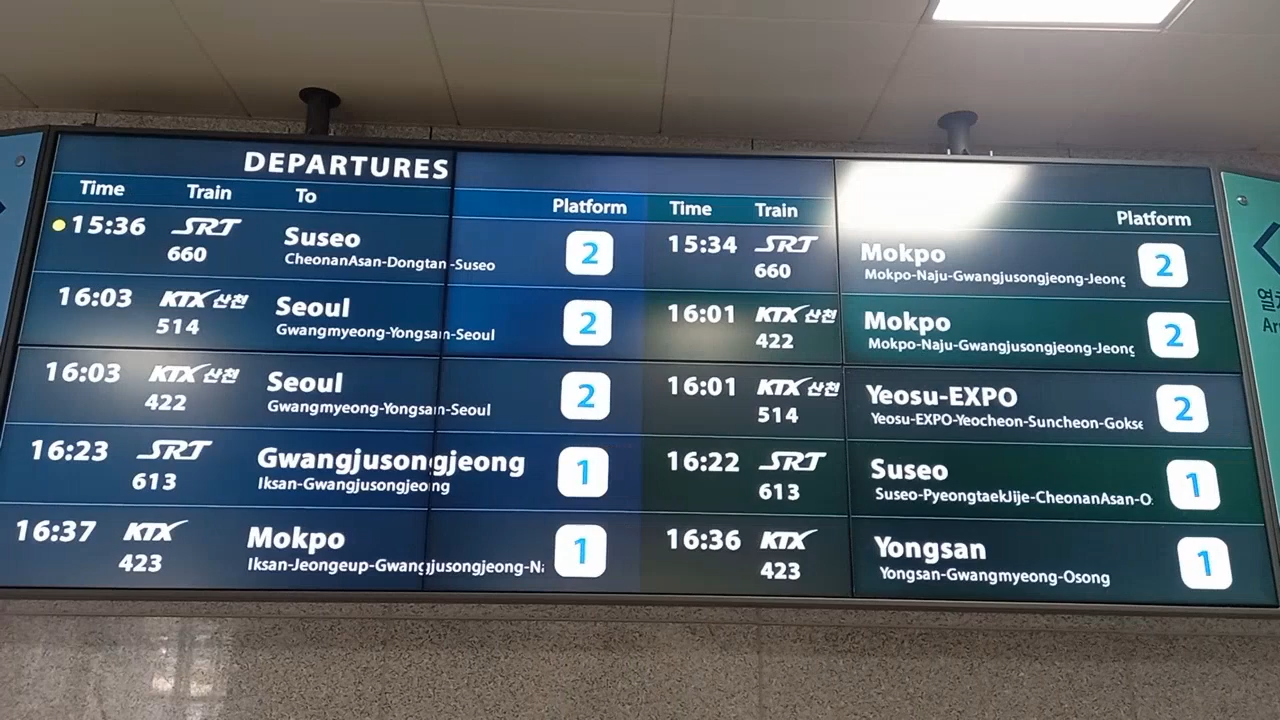 DEPARTURES
Time Train To Platform
15:36 SRT 660 Suseo 2
CheonanAsan-Dongtan-Suseo
16:03 KTX 산천 514 Seoul 2
Gwangmyeong-Yongsan-Seoul
16:03 KTX 산천 422 Seoul 2
Gwangmyeong-Yongsan-Seoul
16:23 SRT 613 Gwangjusongjeong 1
Iksan-Gwangjusongjeong
16:37 KTX 423 Mokpo 1
Iksan-Jeongeup-Gwangjusongjeong-N
Time Train Platform
15:34 SRT 660 Mokpo 2
Mokpo-Naju-Gwangjusongjeong-Jeong
16:01 KTX 산천 422 Mokpo 2
Mokpo-Naju-Gwangjusongjeong-Jeong
16:01 KTX 산천 514 Yeosu-EXPO 2
Yeosu-EXPO-Yeocheon-Suncheon-Gokse
16:22 SRT 613 Suseo 1
Suseo-PyeongtaekJije-CheonanAsan-O
16:36 KTX 423 Yongsan 1
Yongsan-Gwangmyeong-Osong